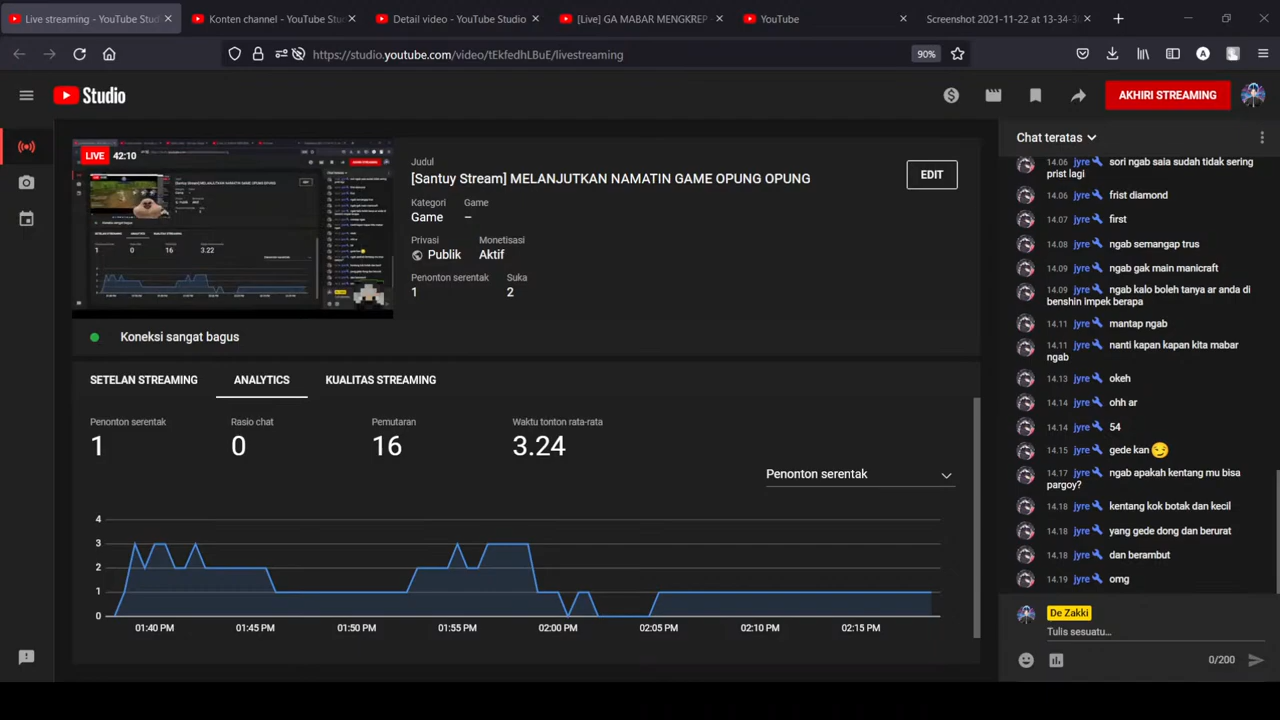 Live streaming - YouTube Stud
Konten channel - YouTube Stu
Detail video - YouTube Studio
[Live] GA MABAR MENGKREP
YouTube
Screenshot 2021-11-22 at 13-34-3
https://studio.youtube.com/video/tEkfedhLBuE/livestreaming
90%
A
Studio
AKHIRI STREAMING
LIVE 42:10
Judul
[Santuy Stream] MELANJUTKAN NAMATIN GAME OPUNG OPUNG
EDIT
Kategori Game
Game –
Privasi Monetisasi
Publik Aktif
Penonton serentak Suka
1 2
Koneksi sangat bagus
SETELAN STREAMING ANALYTICS KUALITAS STREAMING
Penonton serentak Rasio chat Pemutaran Waktu tonton rata-rata
1 0 16 3.24
Penonton serentak
4
3
2
1
0
01:40 PM 01:45 PM 01:50 PM 01:55 PM 02:00 PM 02:05 PM 02:10 PM 02:15 PM
Chat teratas
14.06 jyre sori ngab saia sudah tidak sering
prist lagi
14.06 jyre frist diamond
14.07 jyre first
14.08 jyre ngab semangap trus
14.09 jyre ngab gak main manicraft
14.09 jyre ngab kalo boleh tanya ar anda di
benshin impek berapa
14.11 jyre mantap ngab
14.11 jyre nanti kapan kapan kita mabar
ngab
14.13 jyre okeh
14.14 jyre ohh ar
14.14 jyre 54
14.15 jyre gede kan 😏
14.17 jyre ngab apakah kentang mu bisa
pargoy?
14.18 jyre kentang kok botak dan kecil
14.18 jyre yang gede dong dan berurat
14.18 jyre dan berambut
14.19 jyre omg
De Zakki
Tulis sesuatu...
0/200